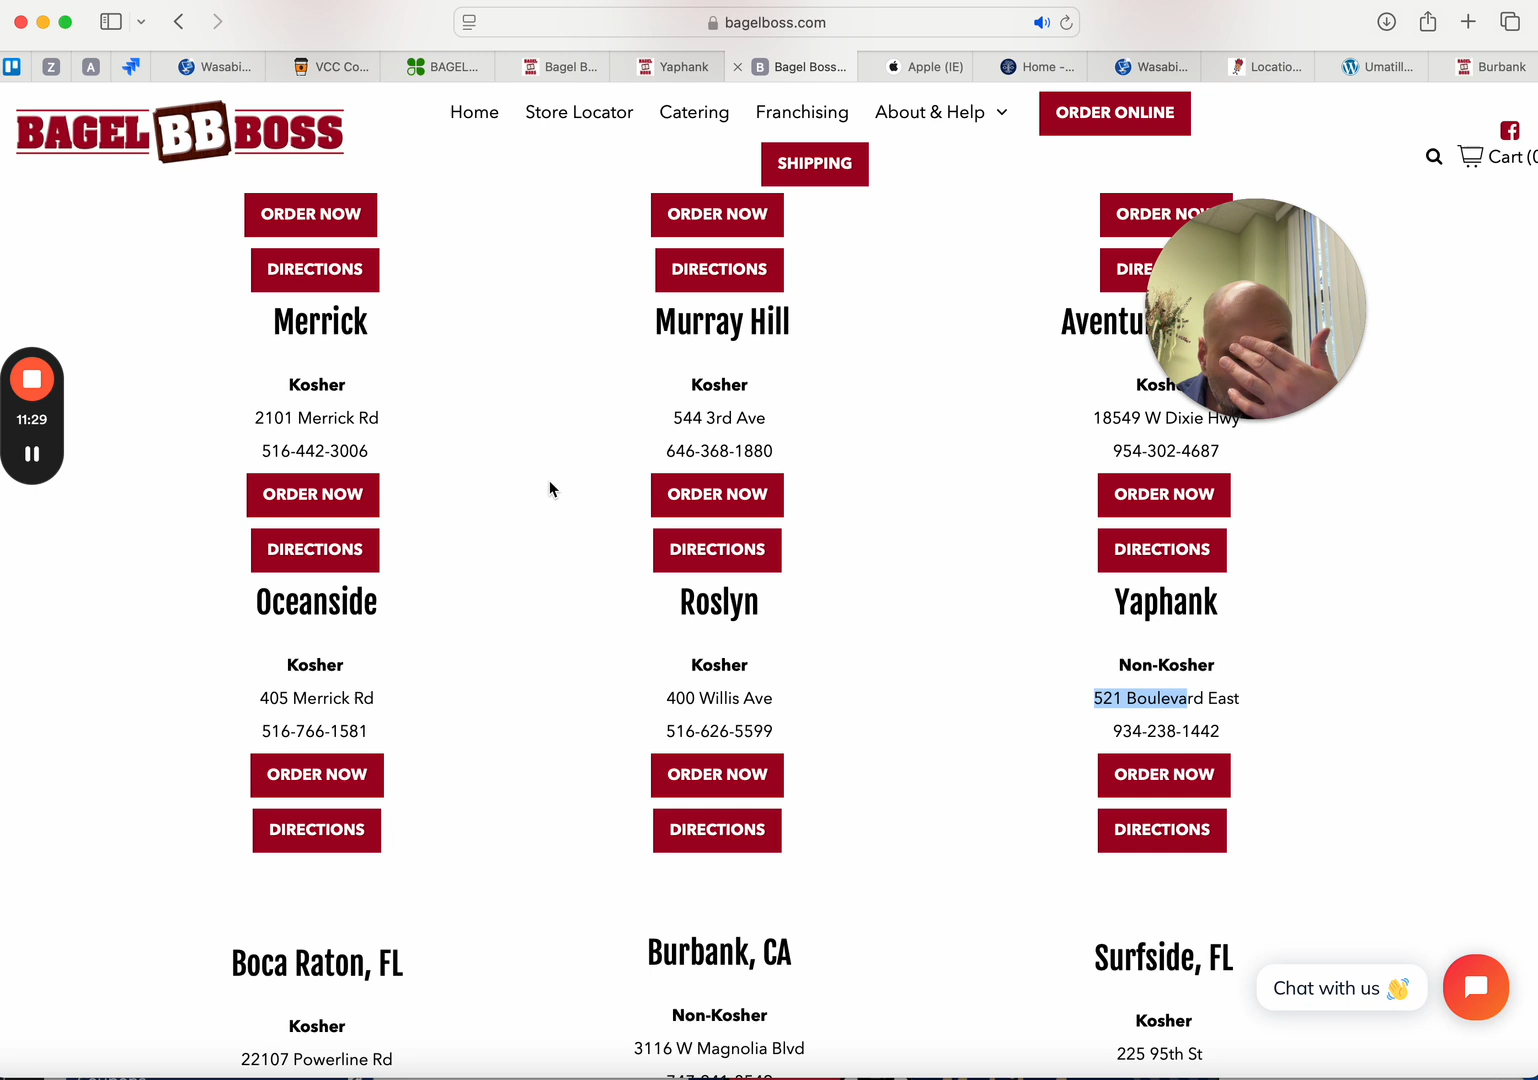 bagelboss.com
Z
A
Wasabi...
VCC Co...
BAGEL...
Bagel B...
Yaphank
B
Bagel Boss...
Apple (IE)
Home -...
Wasabi...
Locatio...
Umatill...
Burbank
BAGEL BB BOSS
Home
Store Locator
Catering
Franchising
About & Help
ORDER ONLINE
SHIPPING
Cart (0
ORDER NOW
ORDER NOW
ORDER NO
DIRECTIONS
DIRECTIONS
DIRE
Merrick
Murray Hill
Aventu
Kosher
Kosher
Kosh
2101 Merrick Rd
544 3rd Ave
18549 W Dixie Hwy
516-442-3006
646-368-1880
954-302-4687
11:29
ORDER NOW
ORDER NOW
ORDER NOW
DIRECTIONS
DIRECTIONS
DIRECTIONS
Oceanside
Roslyn
Yaphank
Kosher
Kosher
Non-Kosher
405 Merrick Rd
400 Willis Ave
521 Boulevard East
516-766-1581
516-626-5599
934-238-1442
ORDER NOW
ORDER NOW
ORDER NOW
DIRECTIONS
DIRECTIONS
DIRECTIONS
Boca Raton, FL
Burbank, CA
Surfside, FL
Kosher
Non-Kosher
Kosher
22107 Powerline Rd
3116 W Magnolia Blvd
225 95th St
Chat with us 👋